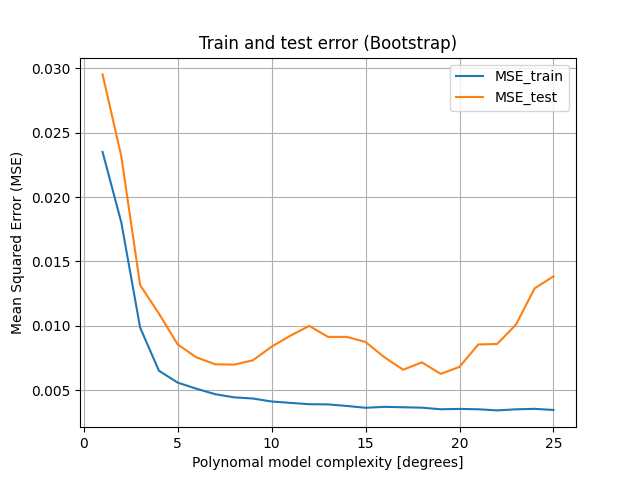 Train and test error (Bootstrap)
MSE_train
MSE_test
Mean Squared Error (MSE)
0.030
0.025
0.020
0.015
0.010
0.005
0
5
10
15
20
25
Polynomal model complexity [degrees]